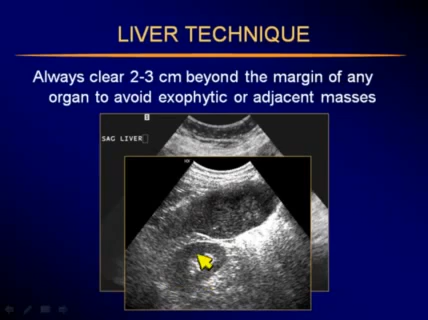 LIVER TECHNIQUE
Always clear 2-3 cm beyond the margin of any
organ to avoid exophytic or adjacent masses
SAG LIVER